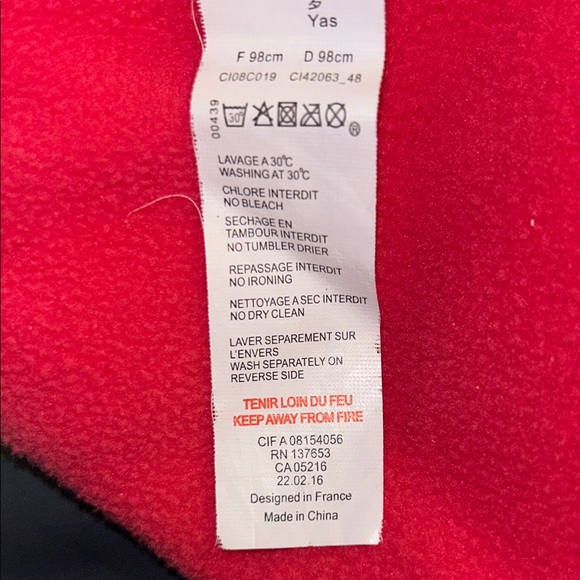 Yas
F 98cm D 98cm
CI08C019 CI42063_48
00439
30°
®
LAVAGE A 30°C
WASHING AT 30°C
CHLORE INTERDIT
NO BLEACH
SECHAGE EN
TAMBOUR INTERDIT
NO TUMBLER DRIER
REPASSAGE INTERDIT
NO IRONING
NETTOYAGE A SEC INTERDIT
NO DRY CLEAN
LAVER SEPAREMENT SUR
L'ENVERS
WASH SEPARATELY ON
REVERSE SIDE
TENIR LOIN DU FEU
KEEP AWAY FROM FIRE
CIF A 08154056
RN 137653
CA 05216
22.02.16
Designed in France
Made in China